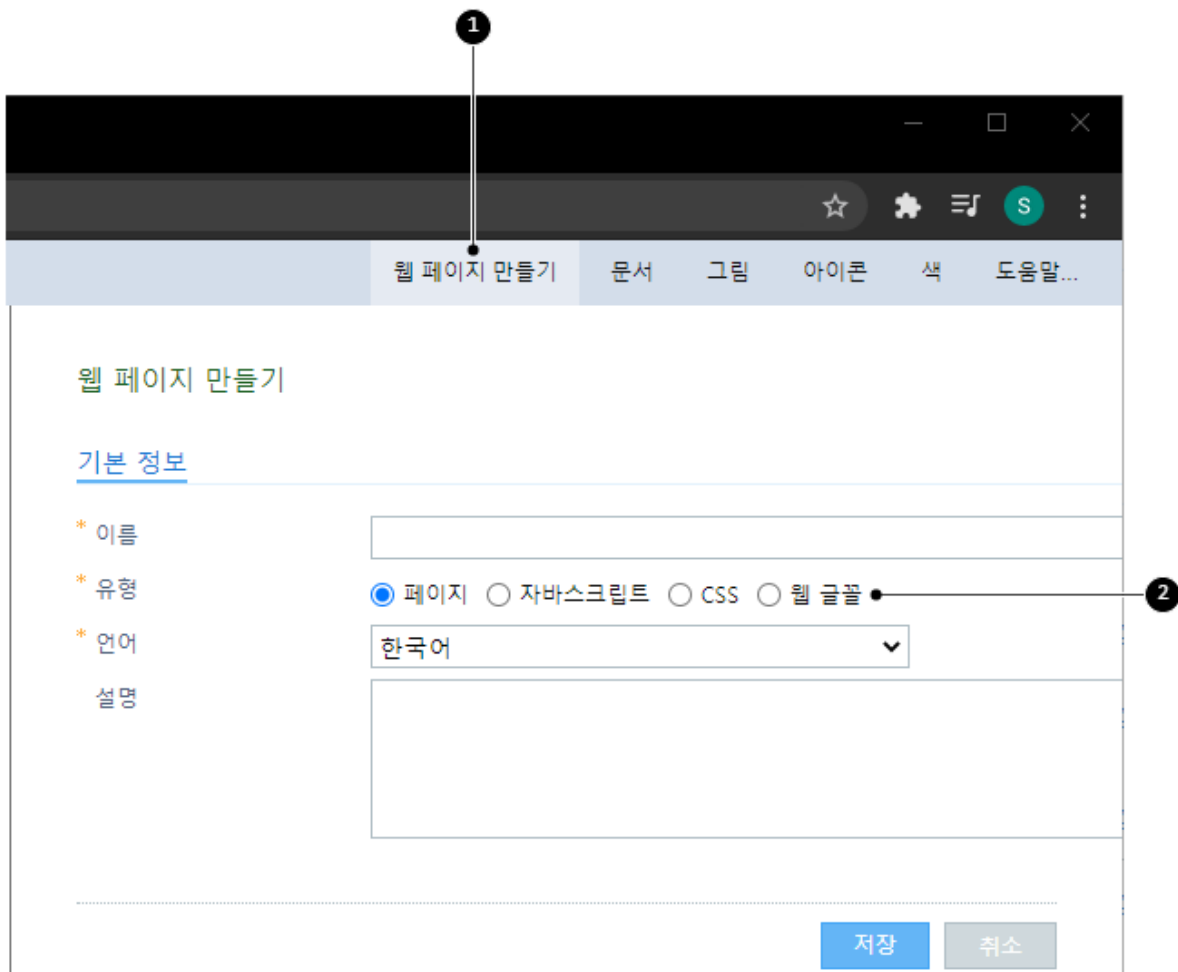 1
S
웹 페이지 만들기 문서 그림 아이콘 색 도움말...
웹 페이지 만들기
기본 정보
* 이름
* 유형 페이지 자바스크립트 CSS 웹 글꼴 2
* 언어 한국어
설명
저장 취소